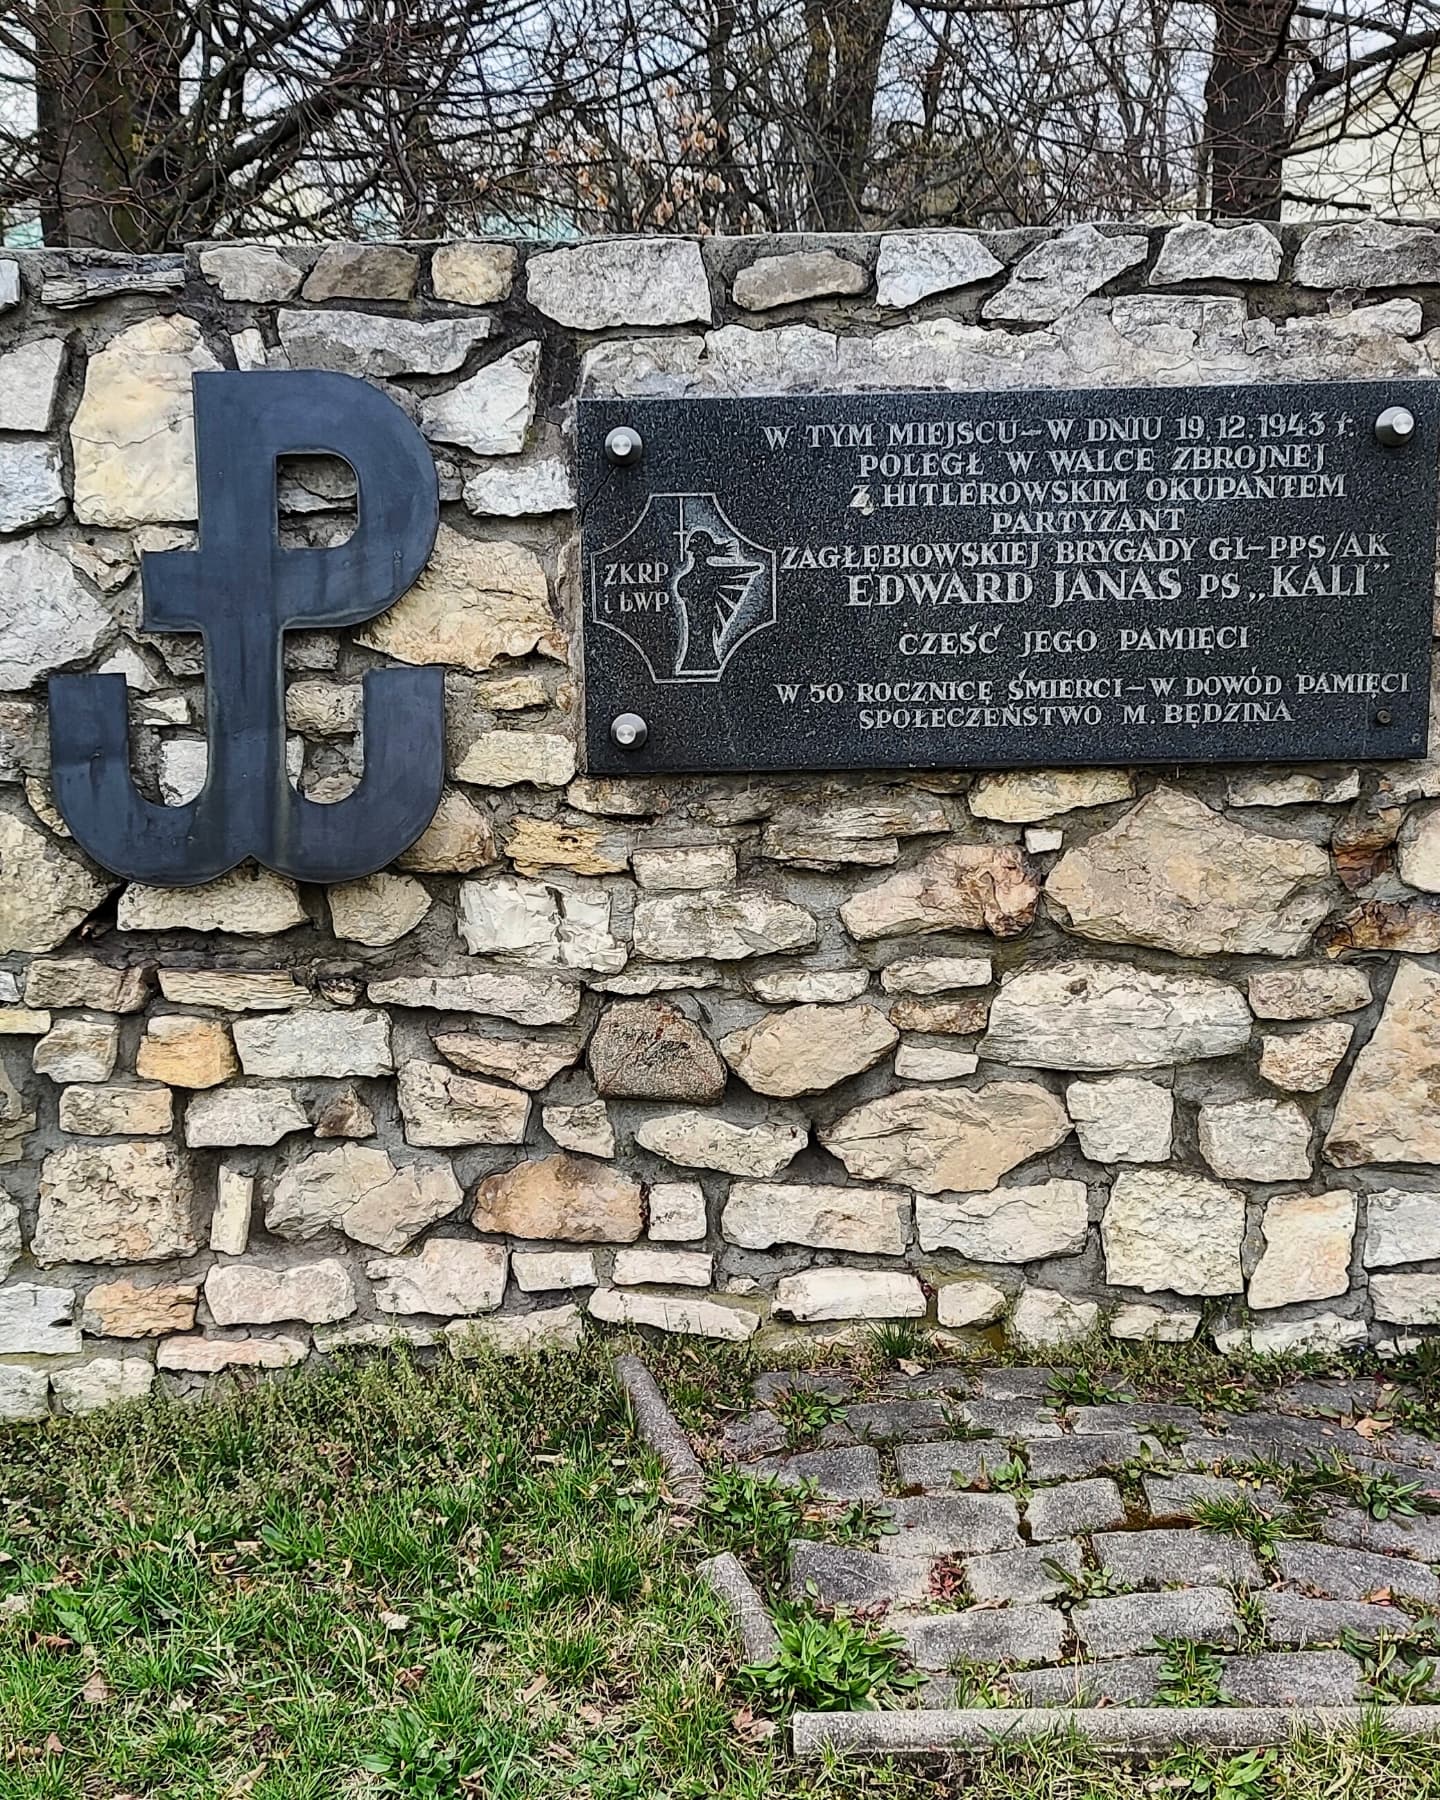 W TYM MIEJSCU–W DNIU 19.12.1943 r.
POLEGŁ W WALCE ZBROJNEJ
Z HITLEROWSKIM OKUPANTEM
PARTYZANT
ZAGŁĘBIOWSKIEJ BRYGADY GL–PPS/AK
EDWARD JANAS PS „KALI”
CZEŚĆ JEGO PAMIĘCI
W 50 ROCZNICĘ ŚMIERCI–W DOWÓD PAMIĘCI
SPOŁECZEŃSTWO M. BĘDZINA
ZKRP
i bWP